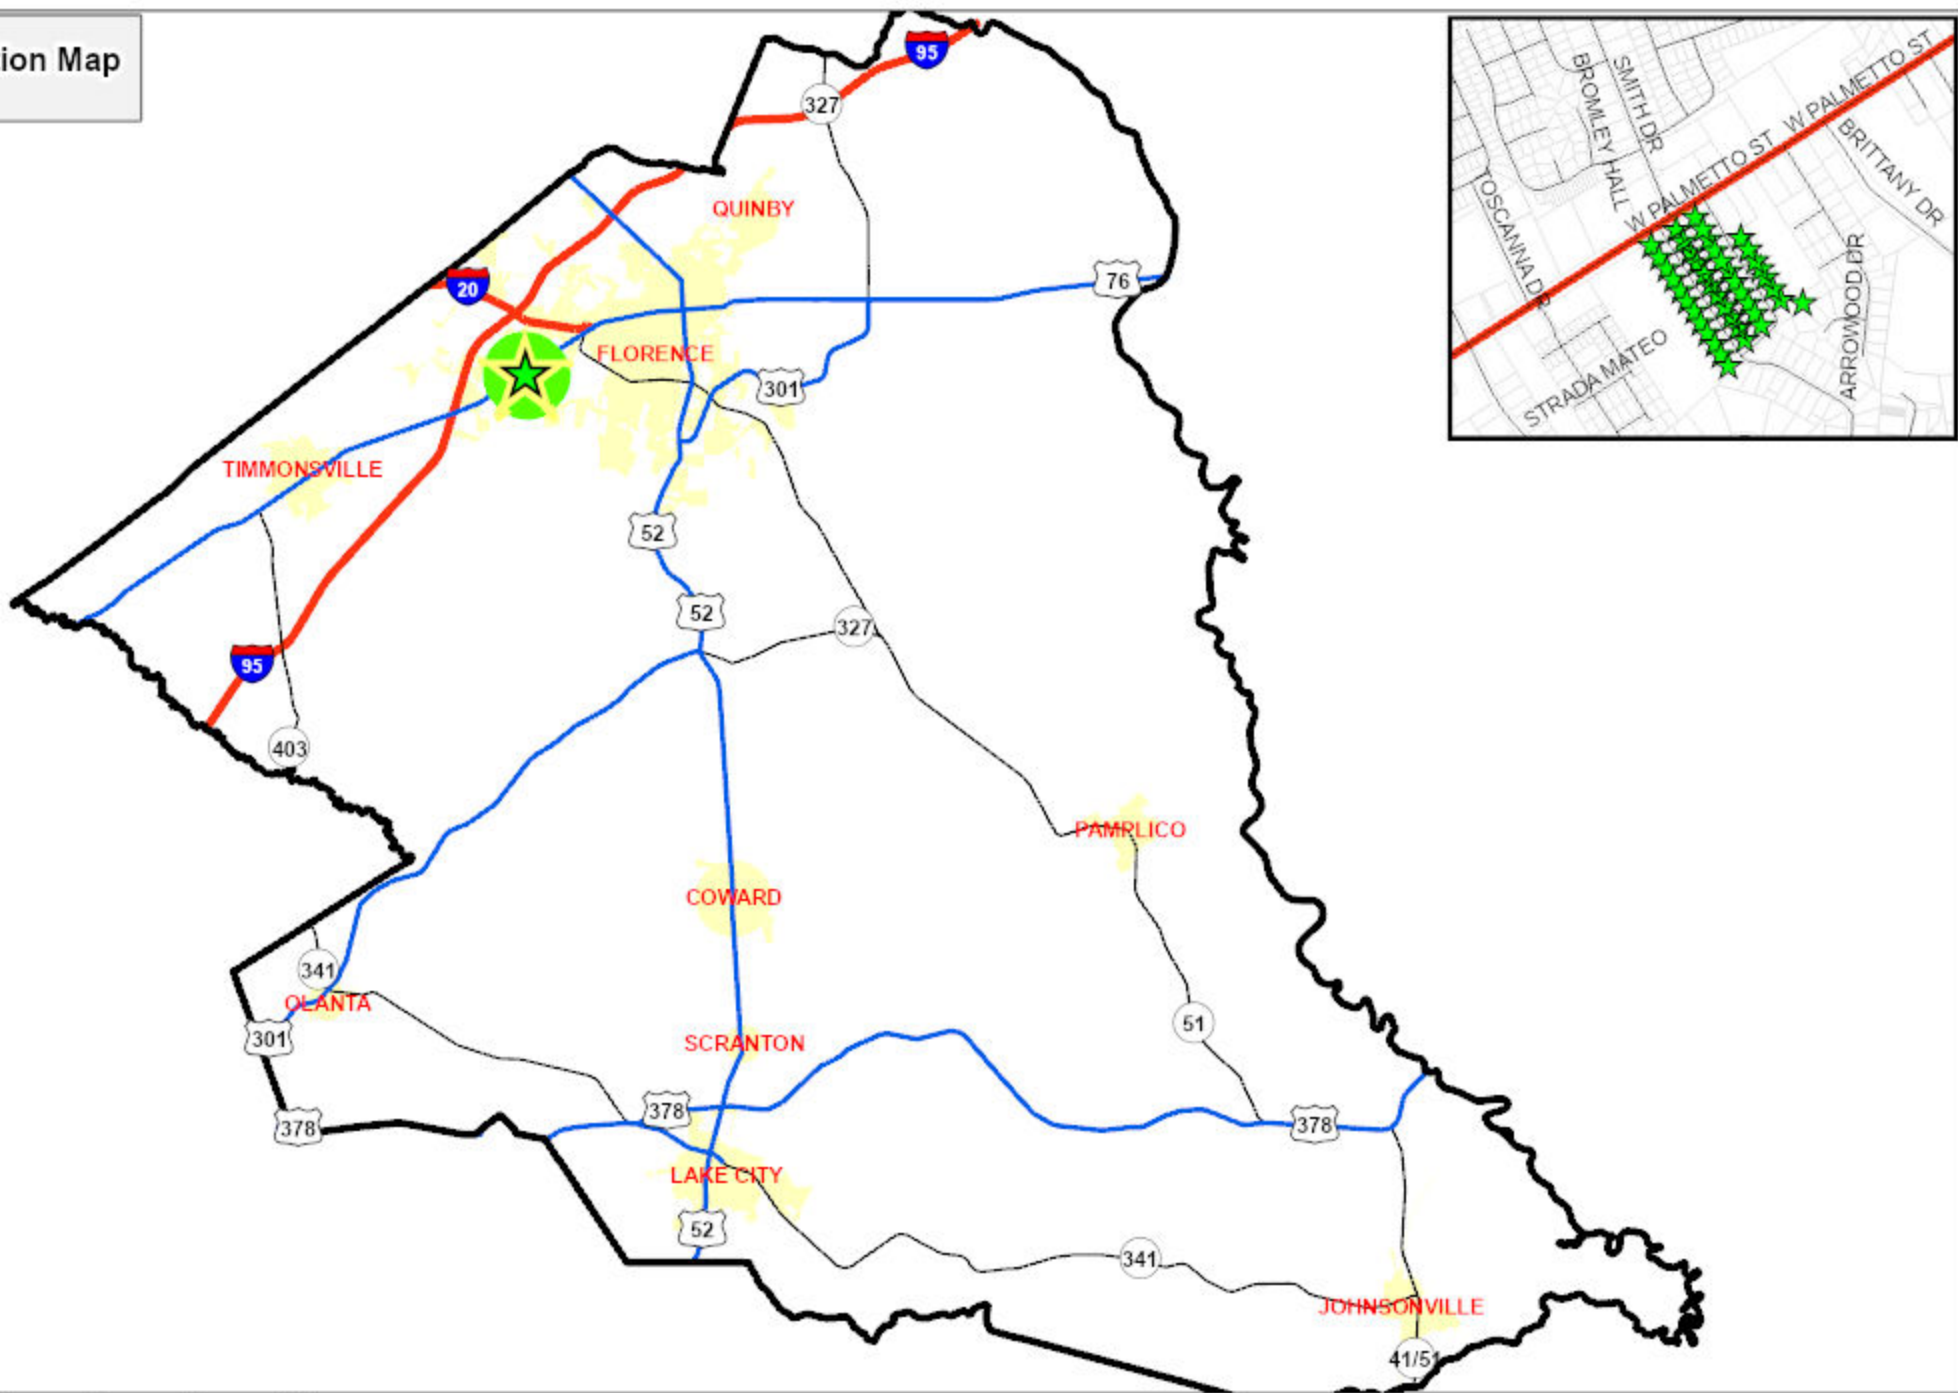 ion Map
95
327
QUINBY
20
76
FLORENCE
301
TIMMONSVILLE
52
52
327
95
403
PAMPLICO
COWARD
341
OLANTA
51
301
SCRANTON
378
378
378
LAKE CITY
52
341
JOHNSONVILLE
41/51
BROMLEY HALL
SMITH DR
W PALMETTO ST
W PALMETTO ST
W PALMETTO ST
BRITTANY DR
TOSCANNA DR
ARROWOOD DR
STRADA MATEO